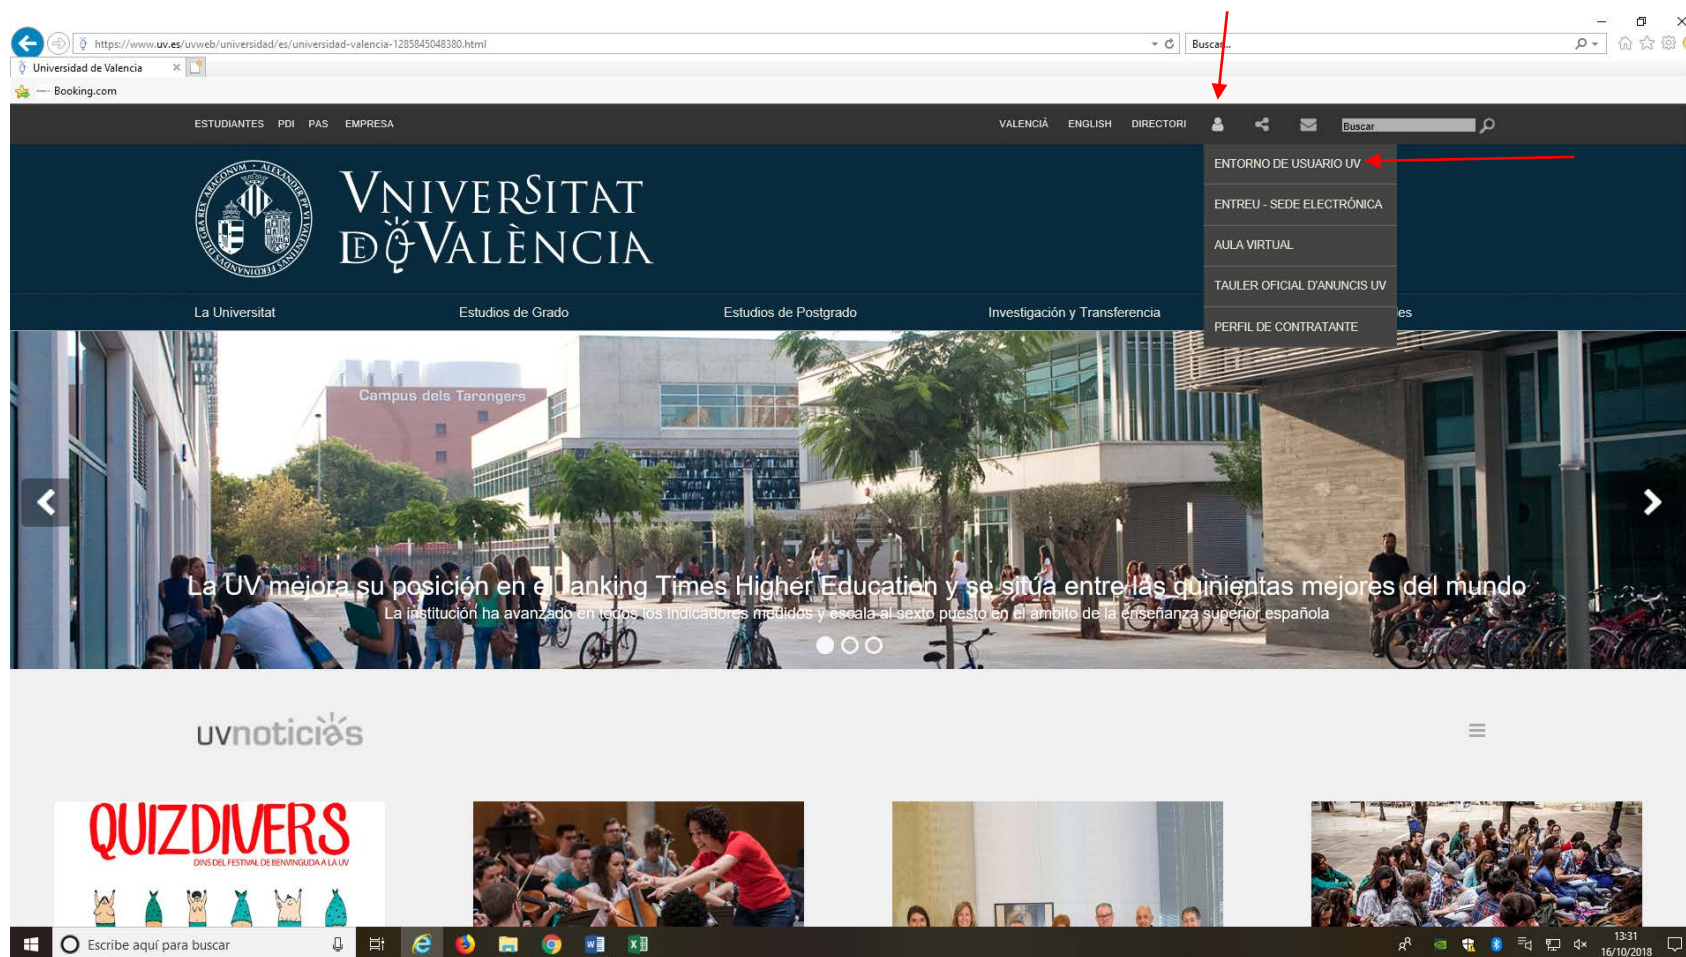 https://www.uv.es/uvweb/universidad/es/universidad-valencia-1285845048380.html
Buscar...
Universidad de Valencia
Booking.com
ESTUDIANTES PDI PAS EMPRESA
VALENCIÀ ENGLISH DIRECTORI
Buscar
ENTORNO DE USUARIO UV
ENTREU - SEDE ELECTRÓNICA
AULA VIRTUAL
TAULER OFICIAL D'ANUNCIS UV
PERFIL DE CONTRATANTE
VNIVERSITAT
DE VALÈNCIA
La Universitat
Estudios de Grado
Estudios de Postgrado
Investigación y Transferencia
Campus dels Tarongers
La UV mejora su posición en el ranking Times Higher Education y se sitúa entre las quinientas mejores del mundo
La institución ha avanzado en todos los indicadores medidos y escala al sexto puesto en el ámbito de la enseñanza superior española
uvnoticias
QUIZDIVERS
DINS DEL FESTIVAL DE BENVINGUDA A LA UV
Escribe aquí para buscar
13:31
16/10/2018